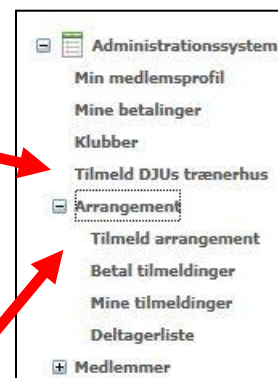 Administrationssystem
Min medlemsprofil
Mine betalinger
Klubber
Tilmeld DJUs trænerhus
Arrangement
Tilmeld arrangement
Betal tilmeldinger
Mine tilmeldinger
Deltagerliste
Medlemmer